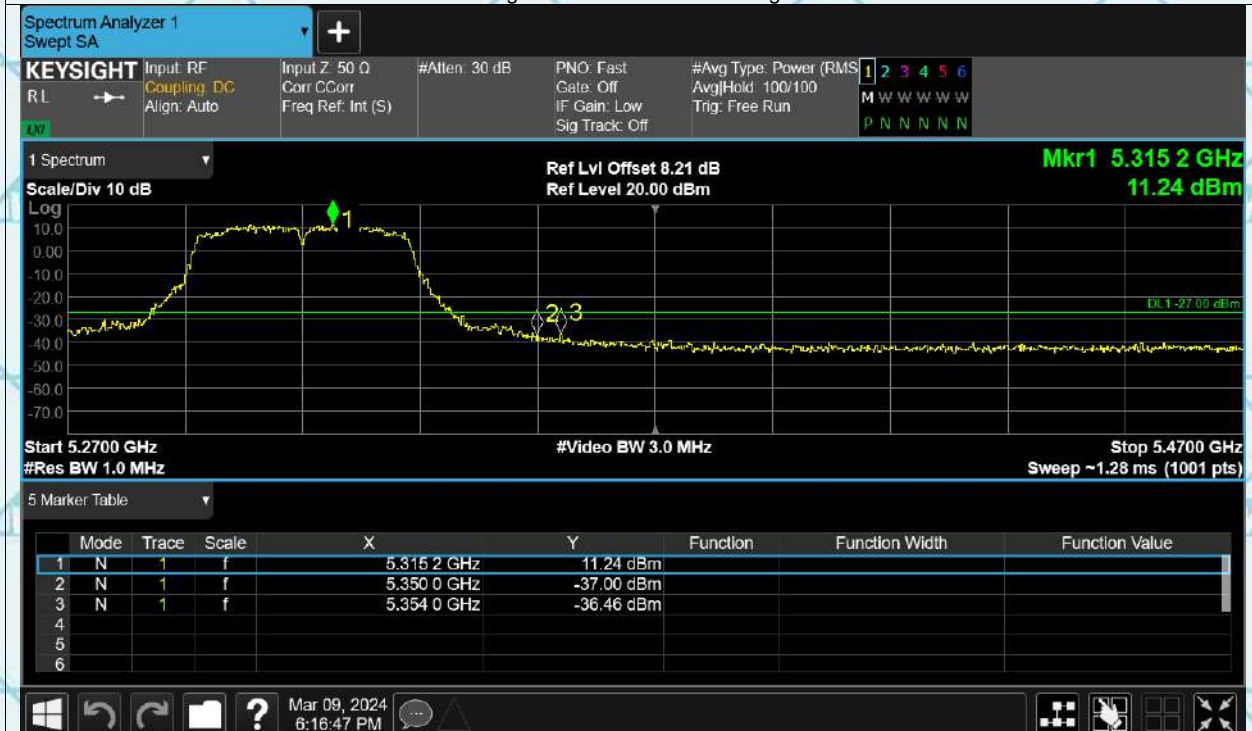 Spectrum Analyzer 1
Swept SA
+
KEYSIGHT
RL
LXI
Input: RF
Coupling: DC
Align: Auto
Input Z: 50 Ω
Corr CCorr
Freq Ref: Int (S)
#Atten: 30 dB
PNO: Fast
Gate: Off
IF Gain: Low
Sig Track: Off
#Avg Type: Power (RMS
Avg|Hold: 100/100
Trig: Free Run
1 2 3 4 5 6
M W W W W W
P N N N N N
1 Spectrum
Scale/Div 10 dB
Ref Lvl Offset 8.21 dB
Ref Level 20.00 dBm
Mkr1 5.315 2 GHz
11.24 dBm
Log
10.0
0.00
-10.0
-20.0
-30.0
-40.0
-50.0
-60.0
-70.0
1
2
3
DL1 -27.00 dBm
Start 5.2700 GHz
#Res BW 1.0 MHz
#Video BW 3.0 MHz
Stop 5.4700 GHz
Sweep ~1.28 ms (1001 pts)
5 Marker Table
Mode Trace Scale X Y Function Function Width Function Value
1 N 1 f 5.315 2 GHz 11.24 dBm
2 N 1 f 5.350 0 GHz -37.00 dBm
3 N 1 f 5.354 0 GHz -36.46 dBm
4
5
6
?
Mar 09, 2024
6:16:47 PM